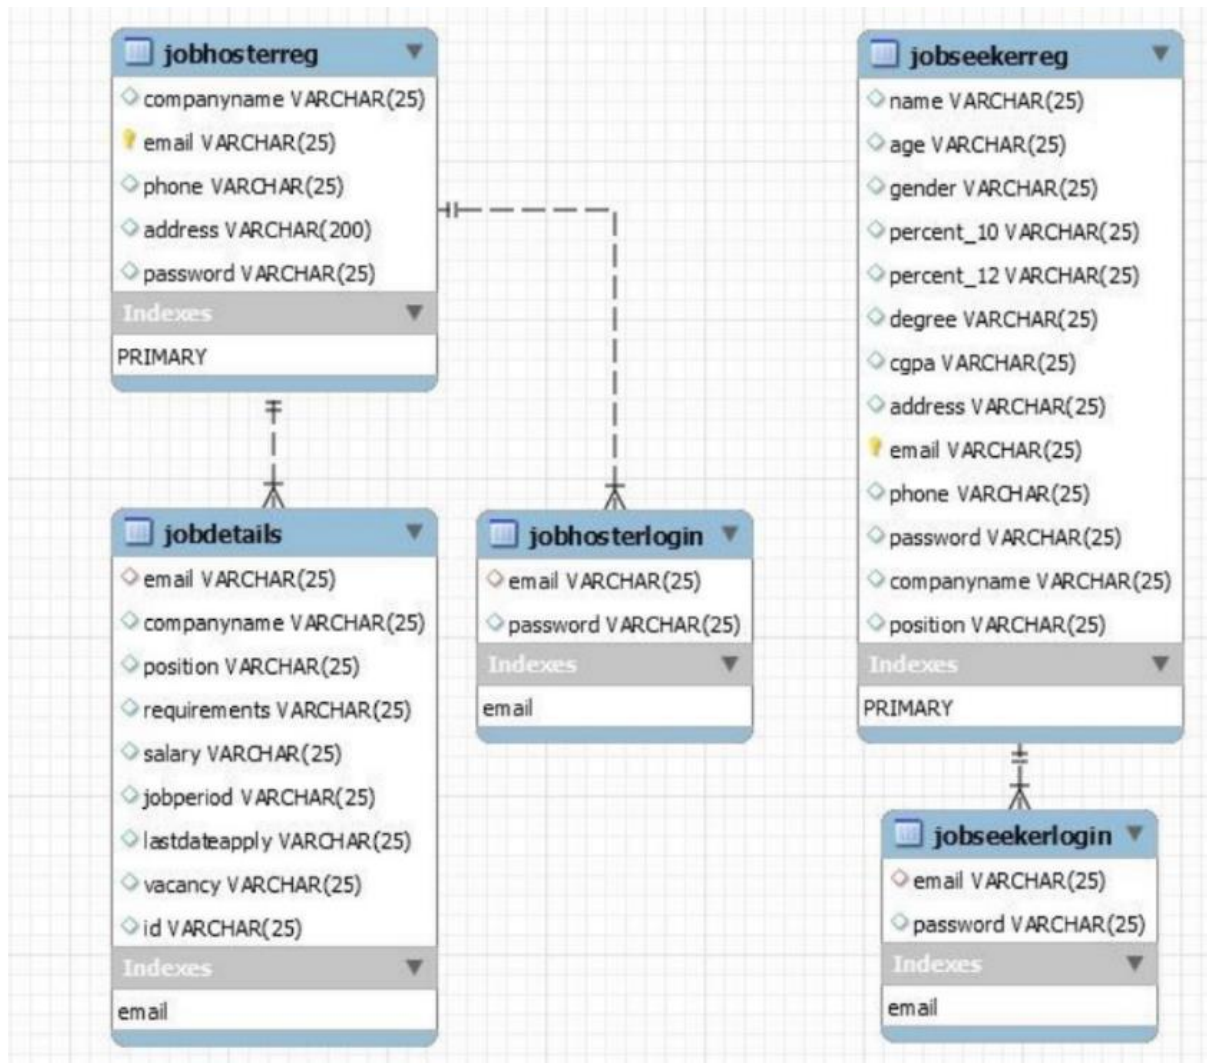 jobhosterreg
companyname VARCHAR(25)
email VARCHAR(25)
phone VARCHAR(25)
address VARCHAR(200)
password VARCHAR(25)
Indexes
PRIMARY
jobseekerreg
name VARCHAR(25)
age VARCHAR(25)
gender VARCHAR(25)
percent_10 VARCHAR(25)
percent_12 VARCHAR(25)
degree VARCHAR(25)
cgpa VARCHAR(25)
address VARCHAR(25)
email VARCHAR(25)
phone VARCHAR(25)
password VARCHAR(25)
companyname VARCHAR(25)
position VARCHAR(25)
Indexes
PRIMARY
jobdetails
email VARCHAR(25)
companyname VARCHAR(25)
position VARCHAR(25)
requirements VARCHAR(25)
salary VARCHAR(25)
jobperiod VARCHAR(25)
lastdateapply VARCHAR(25)
vacancy VARCHAR(25)
id VARCHAR(25)
Indexes
email
jobhosterlogin
email VARCHAR(25)
password VARCHAR(25)
Indexes
email
jobseekerlogin
email VARCHAR(25)
password VARCHAR(25)
Indexes
email